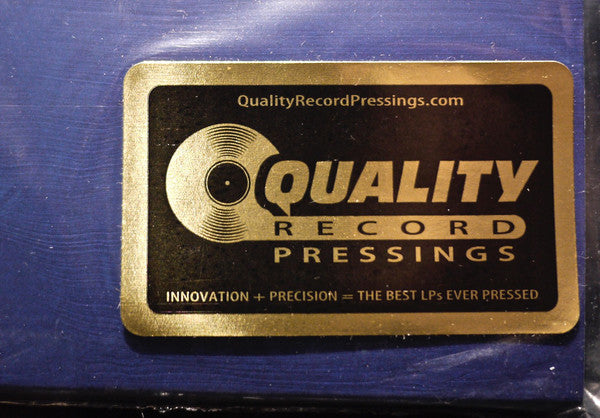 QualityRecordPressings.com
QUALITY
RECORD
PRESSINGS
INNOVATION + PRECISION = THE BEST LPs EVER PRESSED